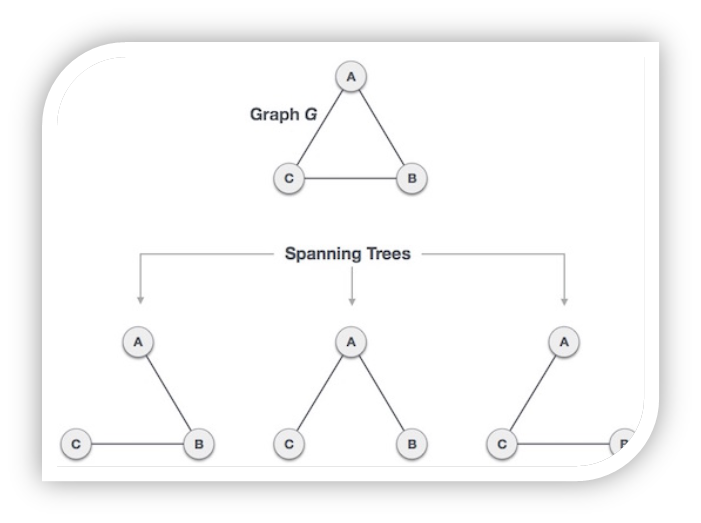 A
Graph G
C B
Spanning Trees
A A A
C B C B C B